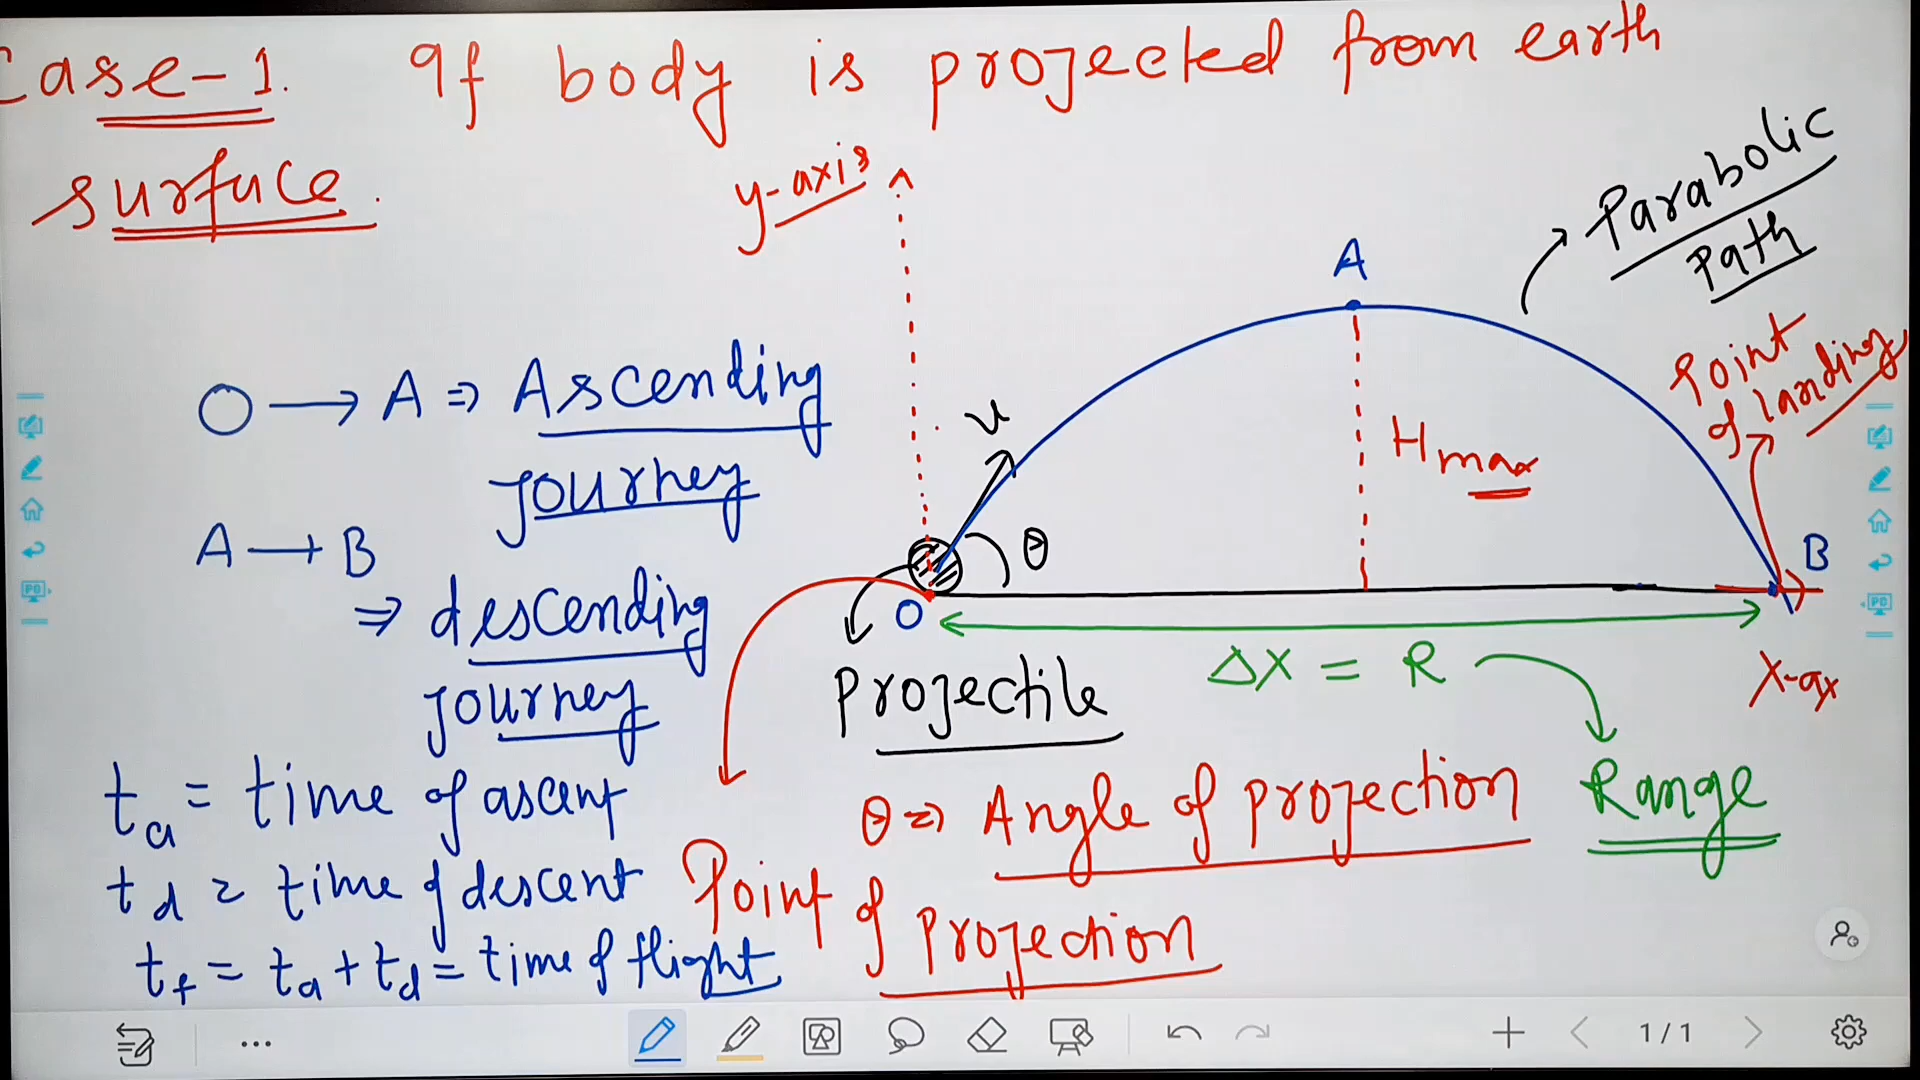 Case-1. If body is projected from earth
surface.
y-axis
Parabolic
Path
A
Point
of landing
O → A ⇒ Ascending
journey
u
Hmax
θ
B
A → B
⇒ descending
journey
O
Projectile
ΔX = R
X-ax
Range
ta = time of ascent
θ ⇒ Angle of projection
td = time of descent
Point of
projection
tf = ta + td = time of flight
1/1